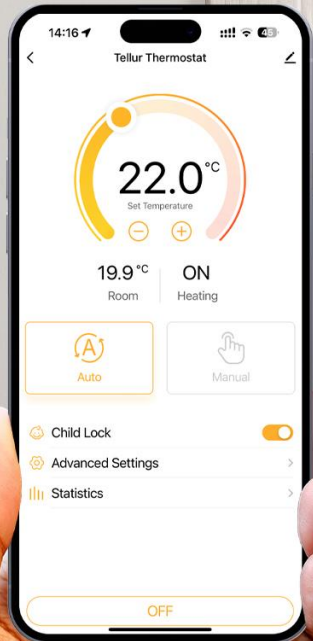 14:16
45
Tellur Thermostat
22.0°C
Set Temperature
19.9°C
ON
Room
Heating
A
Auto
Manual
Child Lock
Advanced Settings
Statistics
OFF